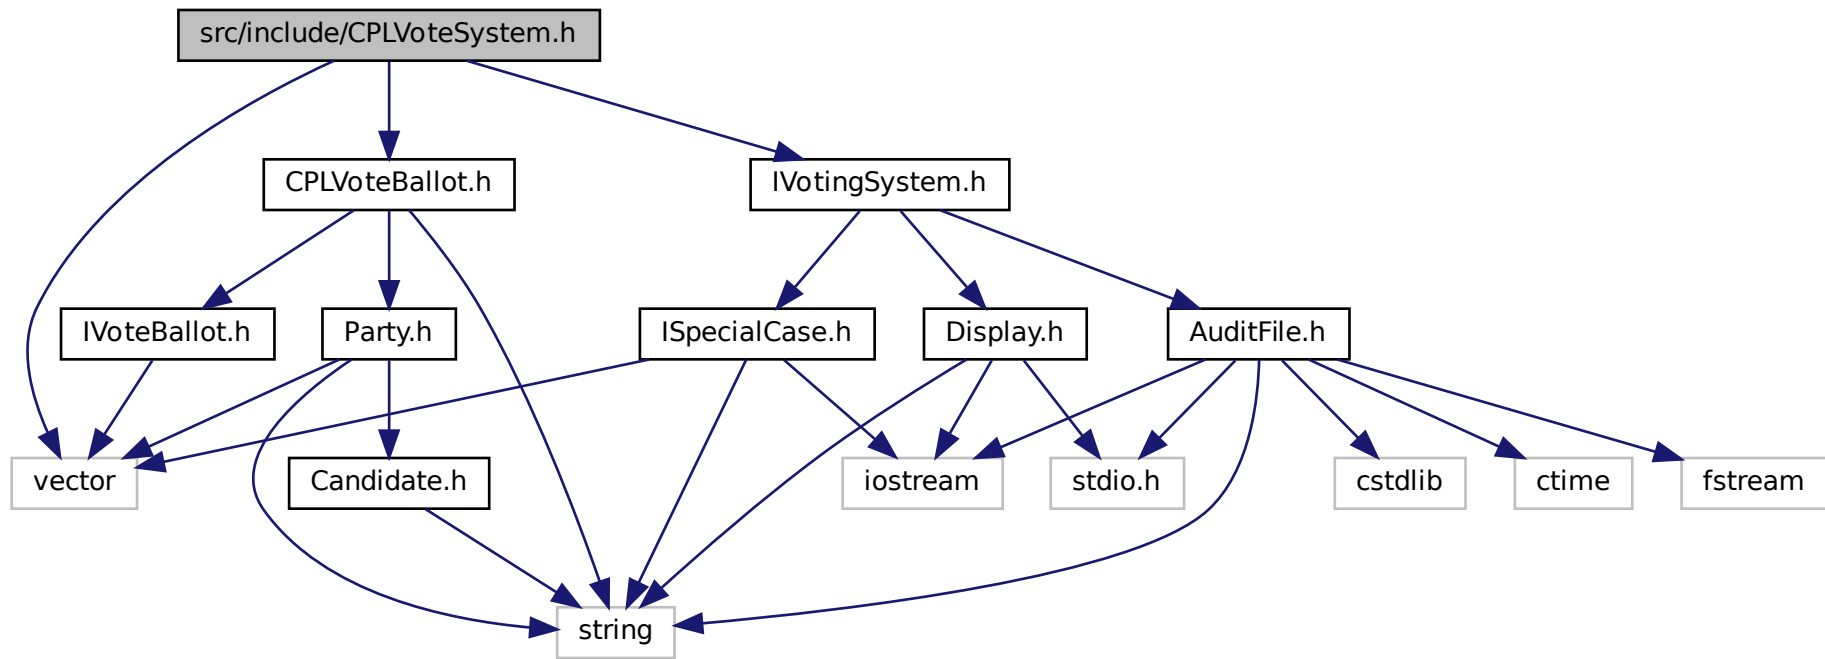 src/include/CPLVoteSystem.h
CPLVoteBallot.h
IVotingSystem.h
IVoteBallot.h
Party.h
ISpecialCase.h
Display.h
AuditFile.h
vector
Candidate.h
iostream
stdio.h
cstdlib
ctime
fstream
string